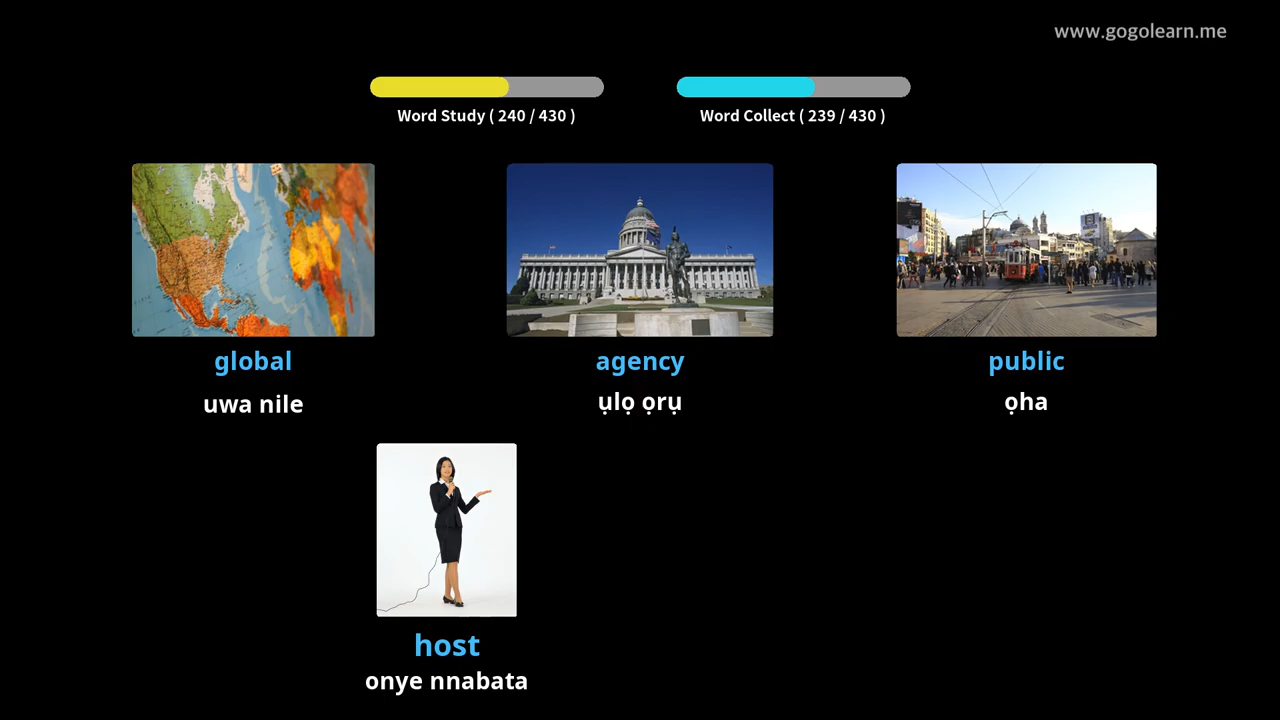 www.gogolearn.me
Word Study ( 240 / 430 )
Word Collect ( 239 / 430 )
global
agency
public
uwa nile
ụlọ ọrụ
ọha
host
onye nnabata